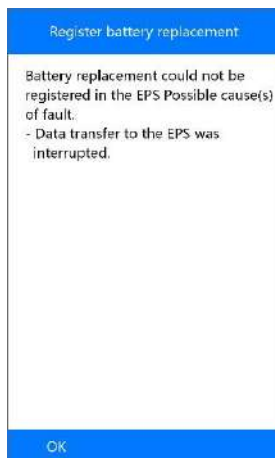 Register battery replacement
Battery replacement could not be
registered in the EPS Possible cause(s)
of fault.
- Data transfer to the EPS was
interrupted.
OK